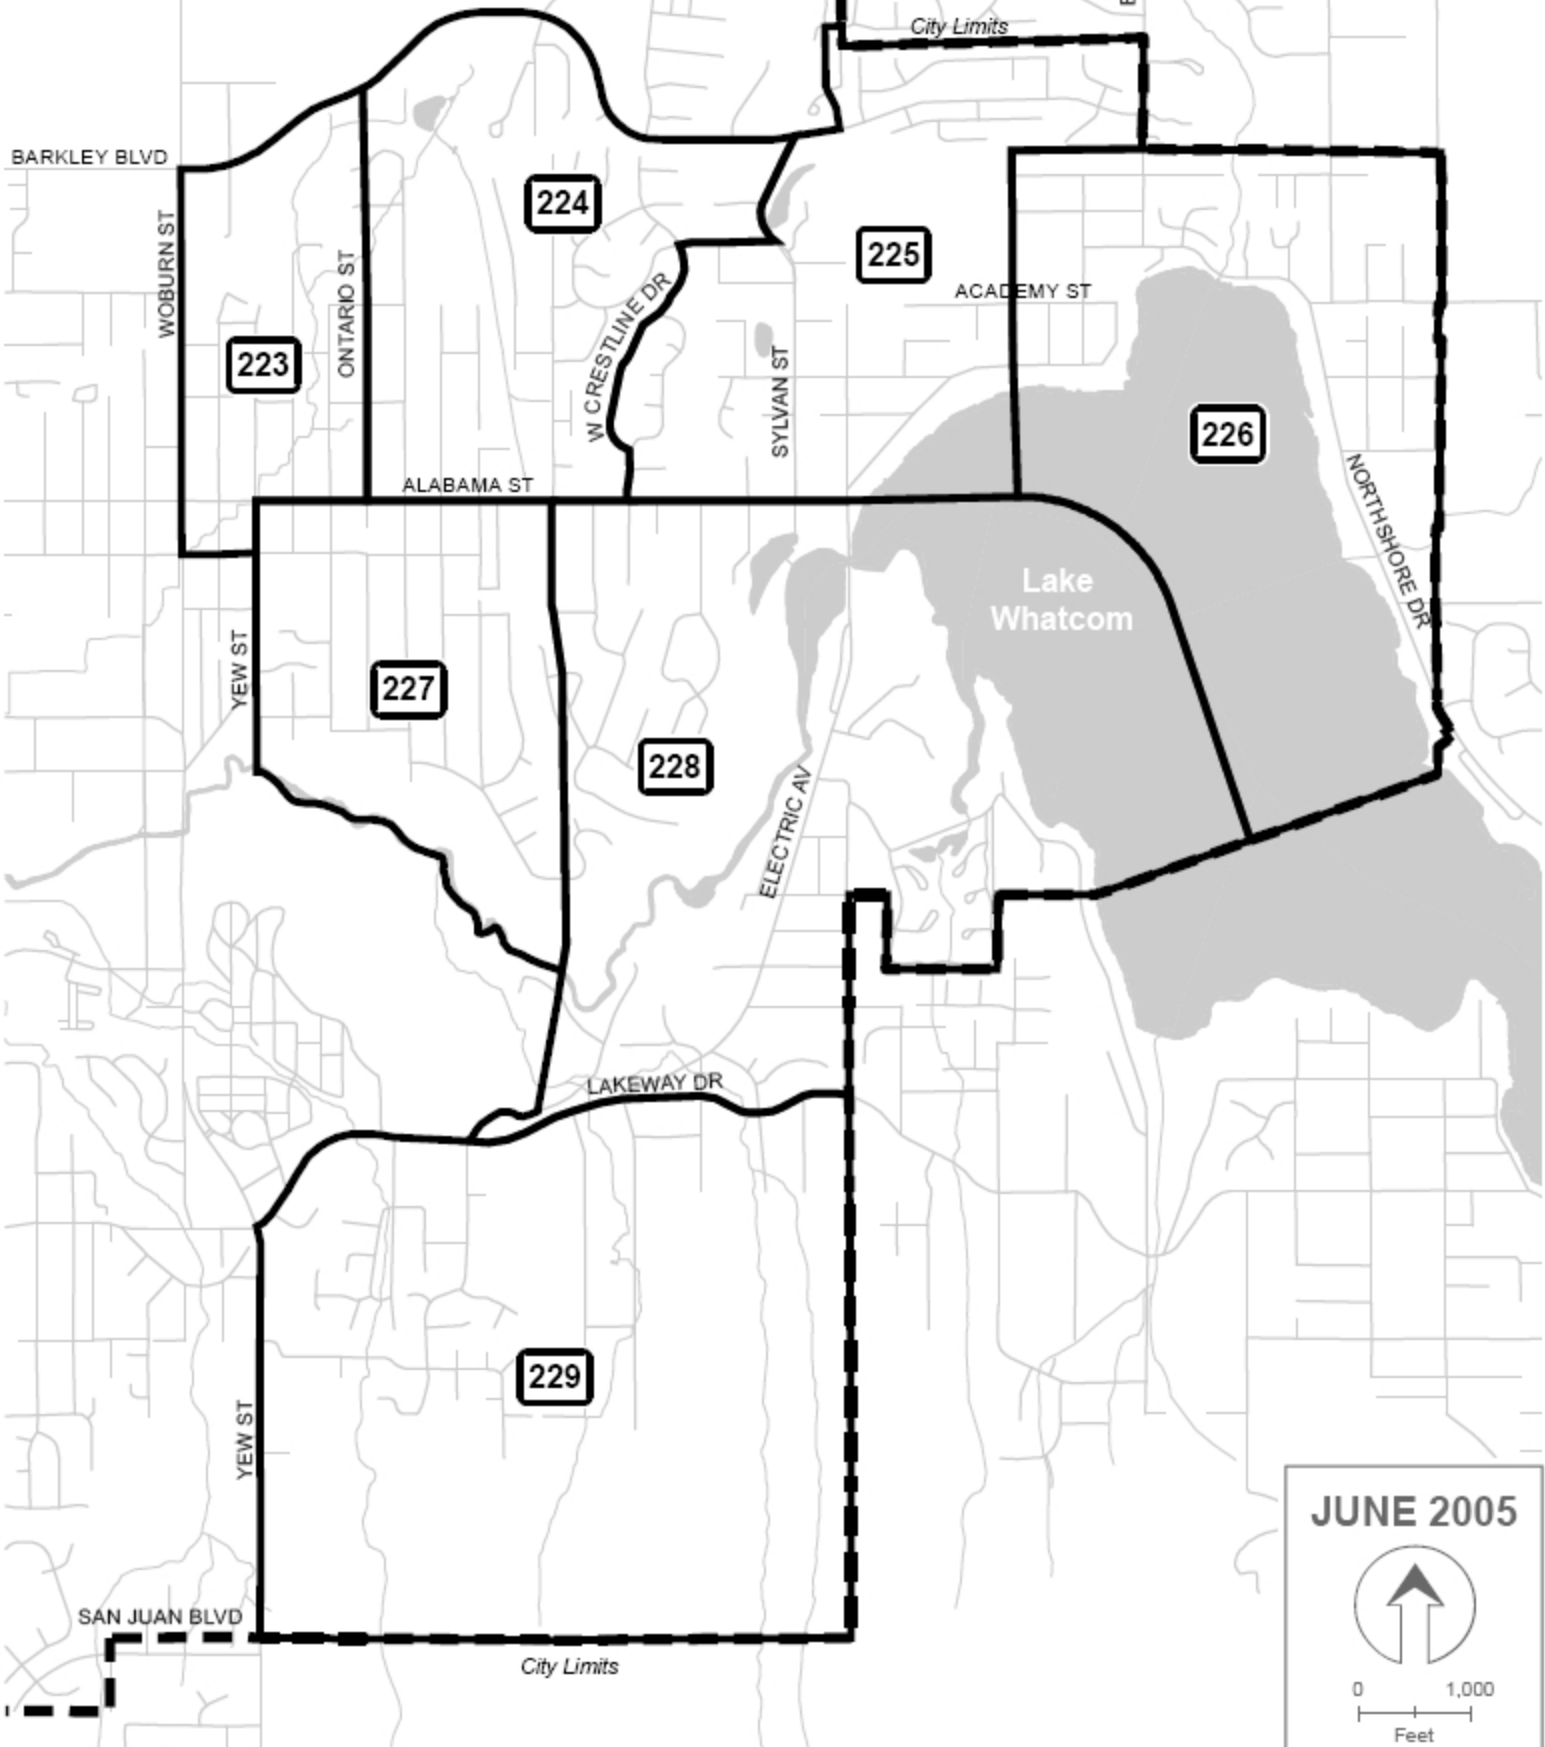 City Limits
BARKLEY BLVD
224
WOBURN ST
225
ONTARIO ST
W CRESTLINE DR
ACADEMY ST
223
SYLVAN ST
226
ALABAMA ST
NORTHSHORE DR
Lake
Whatcom
YEW ST
227
228
ELECTRIC AV
LAKEWAY DR
229
YEW ST
SAN JUAN BLVD
City Limits
JUNE 2005
0 1,000
Feet